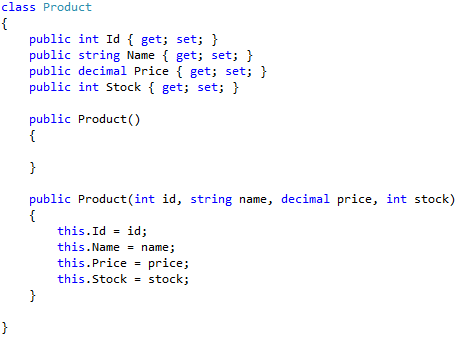 class Product
{
    public int Id { get; set; }
    public string Name { get; set; }
    public decimal Price { get; set; }
    public int Stock { get; set; }

    public Product()
    {

    }

    public Product(int id, string name, decimal price, int stock)
    {
        this.Id = id;
        this.Name = name;
        this.Price = price;
        this.Stock = stock;
    }

}